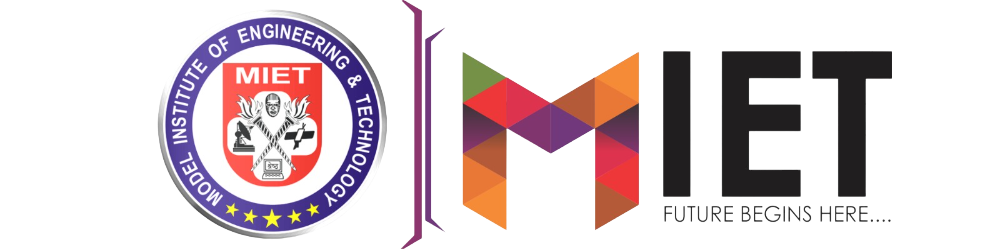 MODEL INSTITUTE OF ENGINEERING & TECHNOLOGY
MIET
MIET
FUTURE BEGINS HERE....